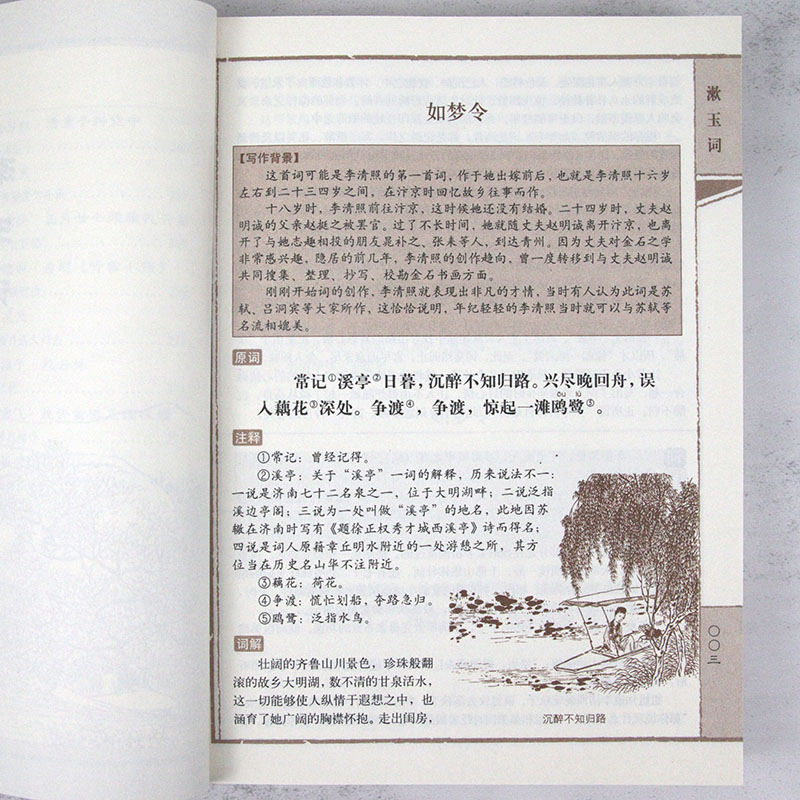 漱玉词
如梦令
【写作背景】
这首词可能是李清照的第一首词，作于她出嫁前后，也就是李清照十六岁
左右到二十三四岁之间，在汴京时回忆故乡往事而作。
十八岁时，李清照前往汴京，这时候她还没有结婚。二十四岁时，丈夫赵
明诚的父亲赵挺之被罢官。过了不长时间，她就随丈夫赵明诚离开汴京，也离
开了与她志趣相投的朋友晁补之、张耒等人，到达青州。因为丈夫对金石之学
非常感兴趣，隐居的前几年，李清照的创作趋向，曾一度转移到与丈夫赵明诚
共同搜集、整理、抄写、校勘金石书画方面。
刚刚开始词的创作，李清照就表现出非凡的才情，当时有人认为此词是苏
轼、吕洞宾等大家所作，这恰恰说明，年纪轻轻的李清照当时就可以与苏轼等
名流相媲美。
原词
常记①溪亭②日暮，沉醉不知归路。兴尽晚回舟，误
ōu lù
入藕花③深处。争渡④，争渡，惊起一滩鸥鹭⑤。
注释
①常记：曾经记得。
②溪亭：关于“溪亭”一词的解释，历来说法不一：
一说是济南七十二名泉之一，位于大明湖畔；二说泛指
溪边亭阁；三说为一处叫做“溪亭”的地名，此地因苏
辙在济南时写有《题徐正权秀才城西溪亭》诗而得名；
四说是词人原籍章丘明水附近的一处游憩之所，其方
位当在历史名山华不注附近。
③藕花：荷花。
④争渡：慌忙划船，夺路急归。
⑤鸥鹭：泛指水鸟。
词解
壮阔的齐鲁山川景色，珍珠般翻
滚的故乡大明湖，数不清的甘泉活水，
这一切能够使人纵情于遐想之中，也
涵育了她广阔的胸襟怀抱。走出闺房，
沉醉不知归路
〇〇三